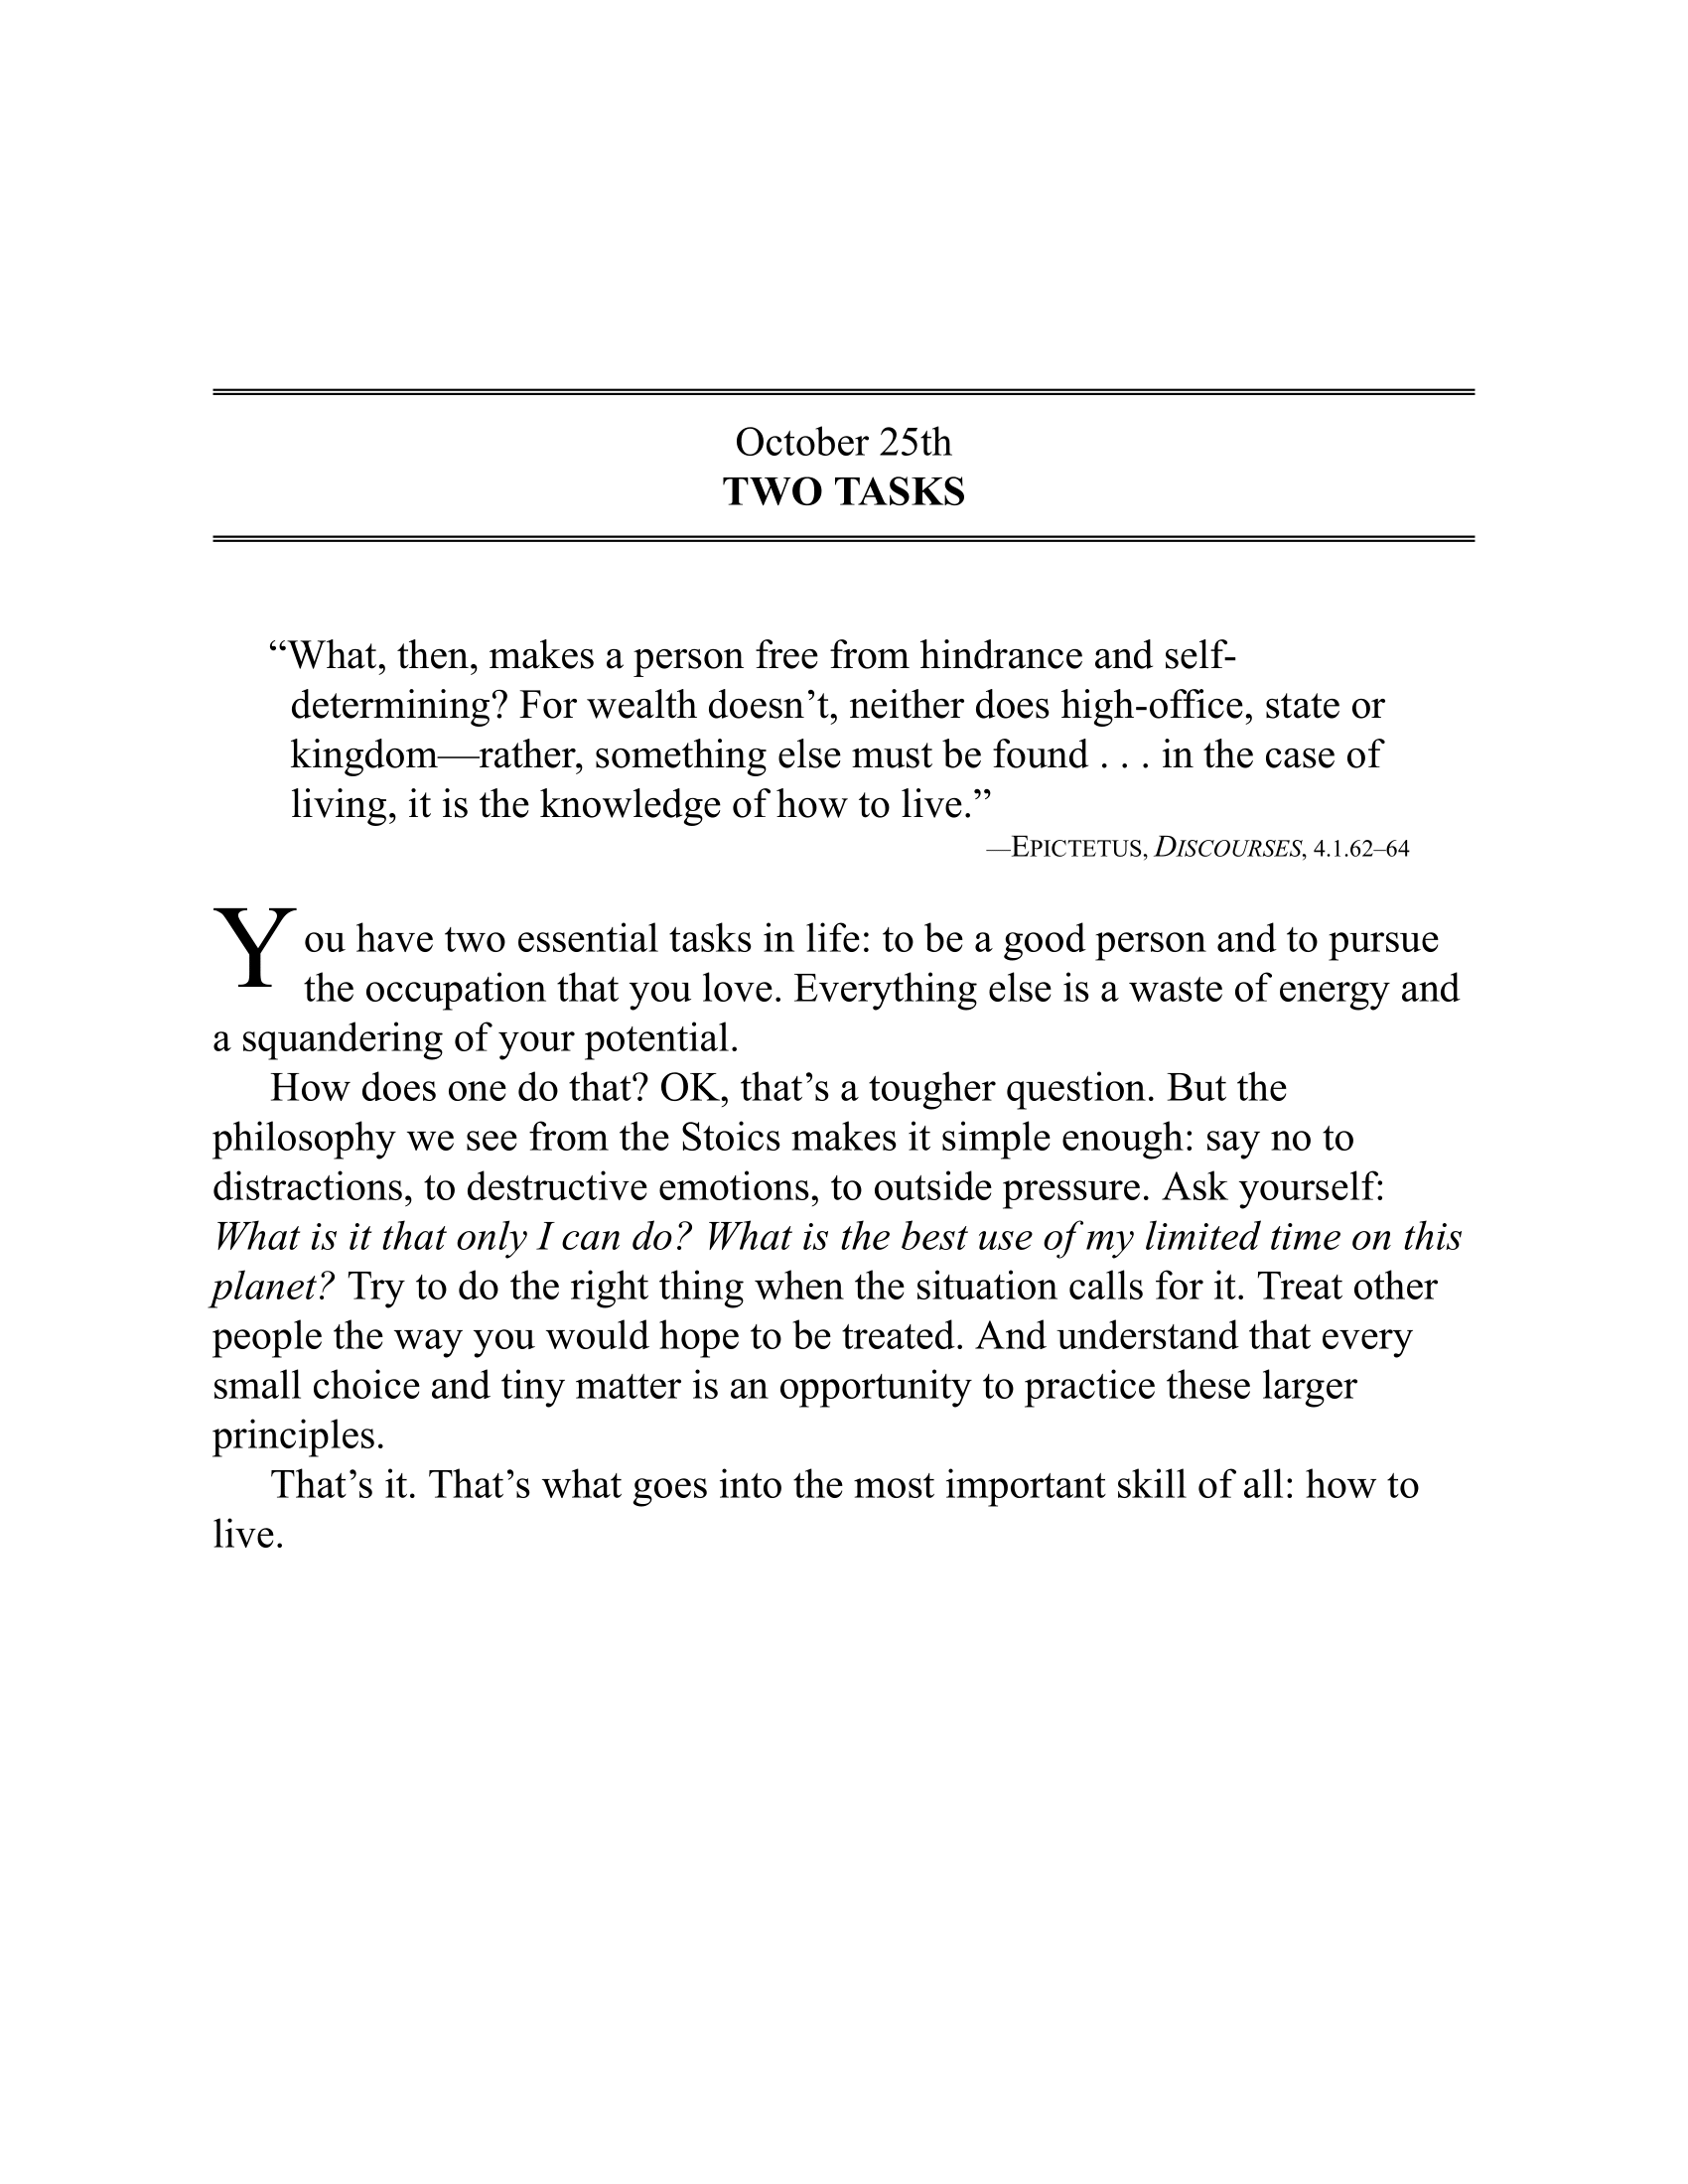 October 25th
TWO TASKS
“What, then, makes a person free from hindrance and self-
determining? For wealth doesn’t, neither does high-office, state or
kingdom—rather, something else must be found . . . in the case of
living, it is the knowledge of how to live.”
—EPICTETUS, DISCOURSES, 4.1.62–64
You have two essential tasks in life: to be a good person and to pursue
the occupation that you love. Everything else is a waste of energy and
a squandering of your potential.
How does one do that? OK, that’s a tougher question. But the
philosophy we see from the Stoics makes it simple enough: say no to
distractions, to destructive emotions, to outside pressure. Ask yourself:
What is it that only I can do? What is the best use of my limited time on this
planet? Try to do the right thing when the situation calls for it. Treat other
people the way you would hope to be treated. And understand that every
small choice and tiny matter is an opportunity to practice these larger
principles.
That’s it. That’s what goes into the most important skill of all: how to
live.